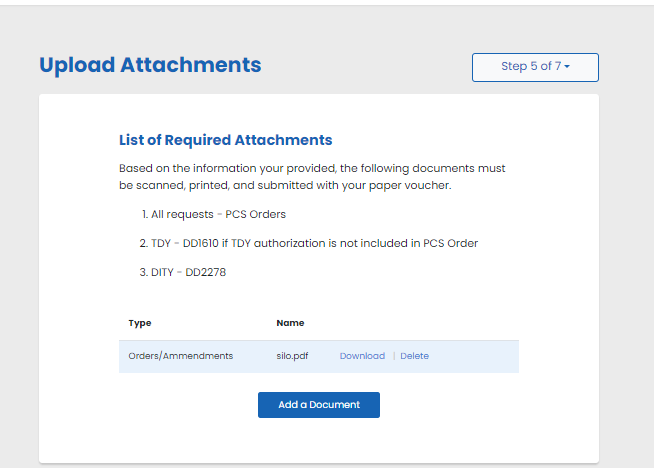 Upload Attachments
Step 5 of 7
List of Required Attachments
Based on the information your provided, the following documents must
be scanned, printed, and submitted with your paper voucher.
1. All requests - PCS Orders
2. TDY - DD1610 if TDY authorization is not included in PCS Order
3. DITY - DD2278
Type Name
Orders/Ammendments silo.pdf Download | Delete
Add a Document